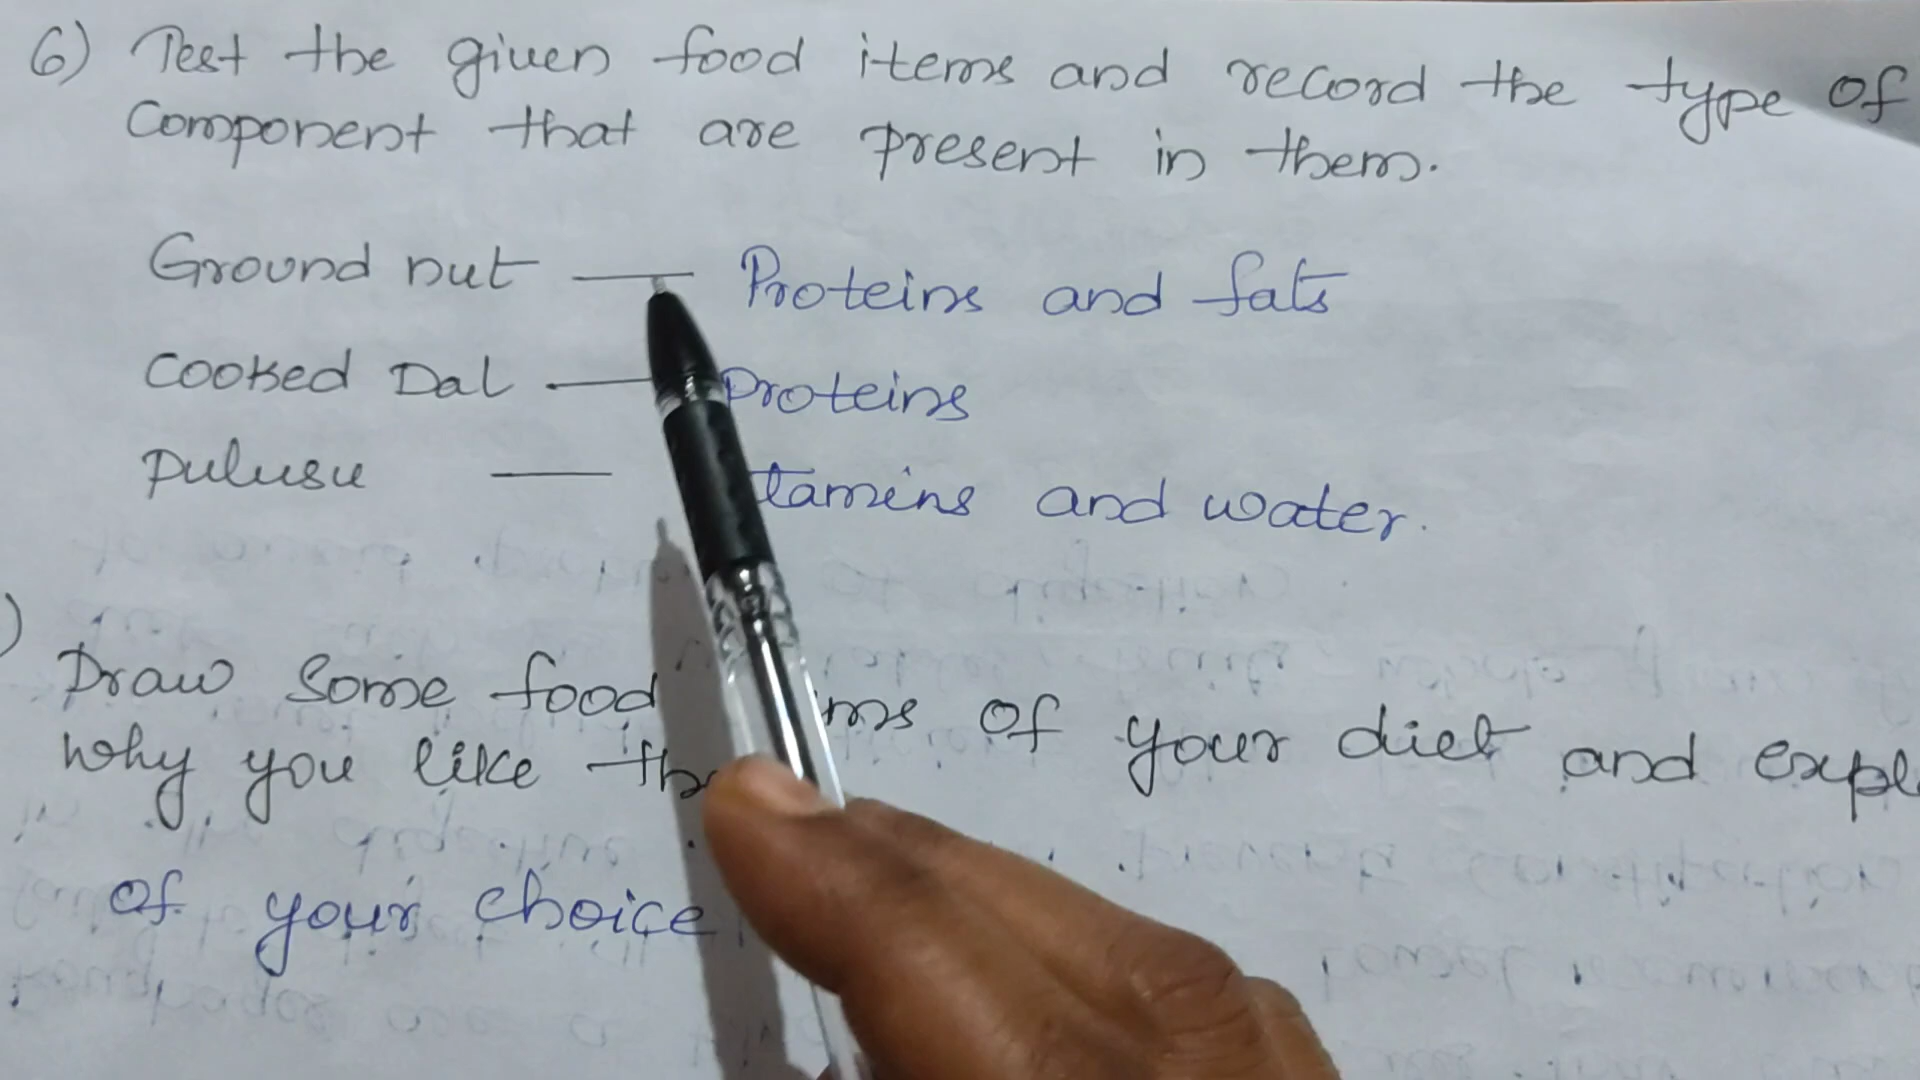 6) Test the given food items and record the type of
Component that are present in them.
Ground nut — Proteins and fats
Cooked Dal — Proteins
Pulusu — tamins and water.
)
Draw some food ms of your diet and expl
why you like
of your choice